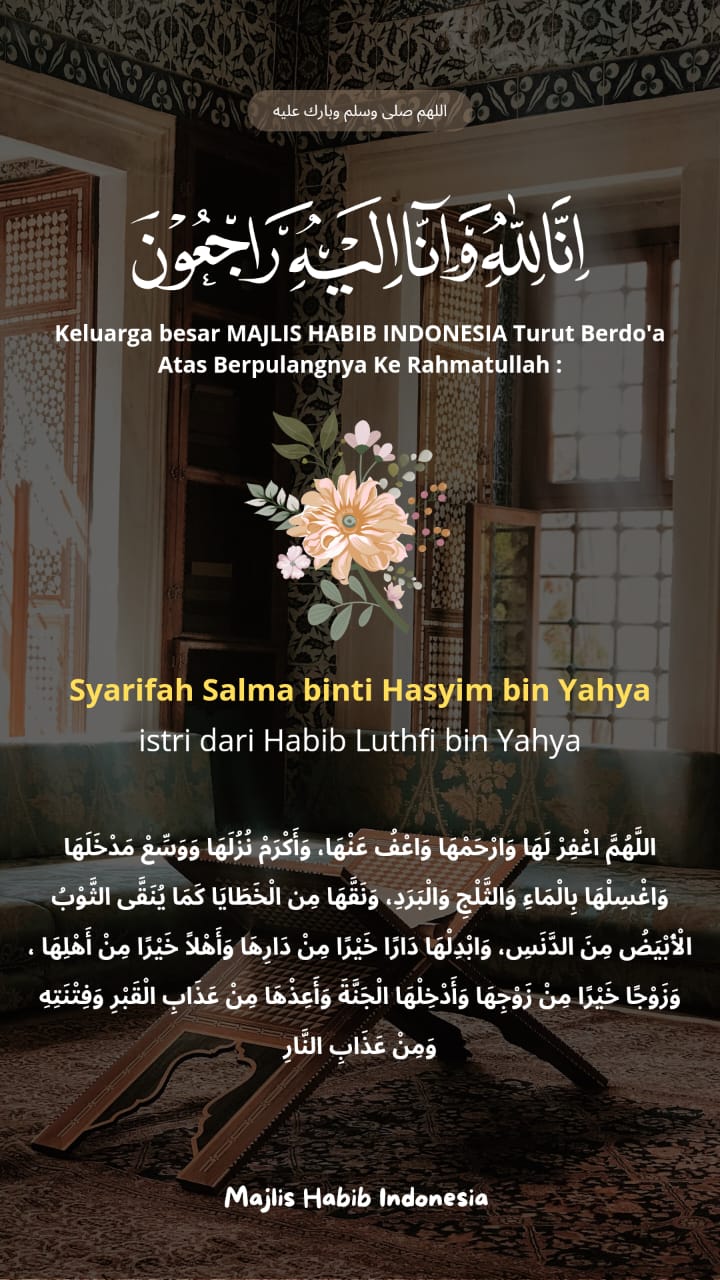 اللهم صلى وسلم وبارك عليه
اِنَّا لِلّٰهِ وَاِنَّآ اِلَيْهِ رَاجِعُوْنَ
Keluarga besar MAJLIS HABIB INDONESIA Turut Berdo'a
Atas Berpulangnya Ke Rahmatullah :
Syarifah Salma binti Hasyim bin Yahya
istri dari Habib Luthfi bin Yahya
اللَّهُمَّ اغْفِرْ لَهَا وَارْحَمْهَا وَاعْفُ عَنْهَا، وَأَكْرَمْ نُزُلَهَا وَوَسِّعْ مَدْخَلَهَا
وَاغْسِلْهَا بِالْمَاءِ وَالثَّلْجِ وَالْبَرَدِ، وَنَقِّهَا مِن الْخَطَايَا كَمَا يُنَقَّى الثَّوْبُ
الْأَبْيَضُ مِنَ الدَّنَسِ، وَابْدِلْهَا دَارًا خَيْرًا مِنْ دَارِهَا وَأَهْلاً خَيْرًا مِنْ أَهْلِهَا ،
وَزَوْجًا خَيْرًا مِنْ زَوْجِهَا وَأَدْخِلْهَا الْجَنَّةَ وَأَعِذْهَا مِنْ عَذَابِ الْقَبْرِ وَفِتْنَتِهِ
وَمِنْ عَذَابِ النَّارِ
Majlis Habib Indonesia